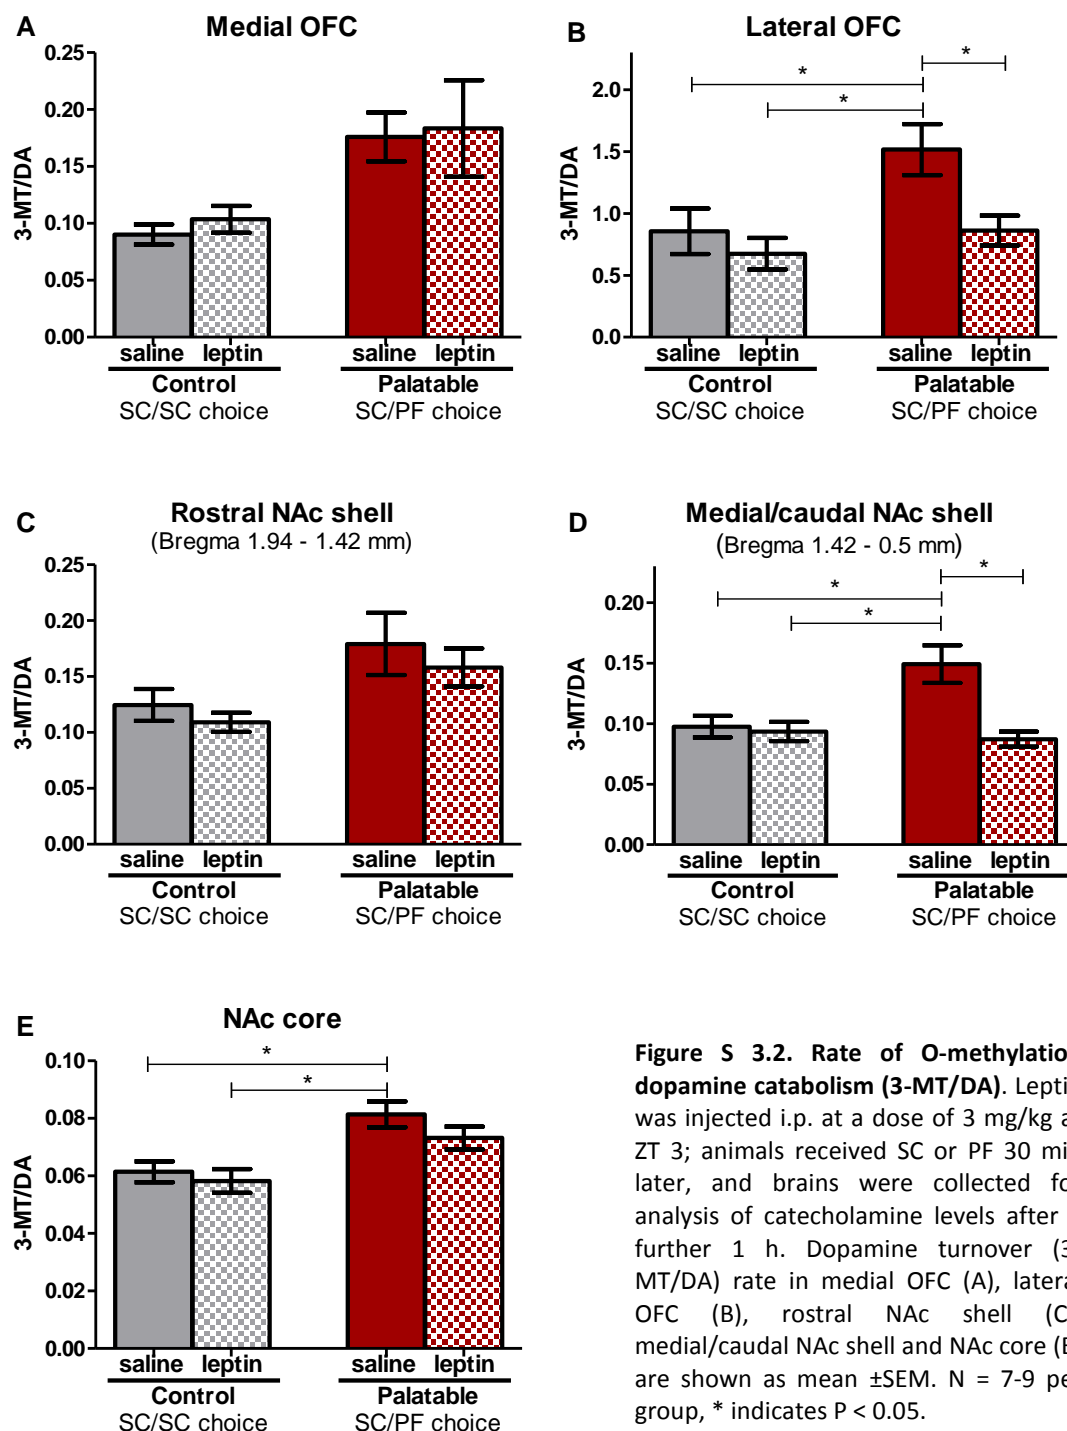 A
Medial OFC
0.25
0.20
0.15
0.10
0.05
0.00
3-MT/DA
saline leptin saline leptin
Control Palatable
SC/SC choice SC/PF choice
B
Lateral OFC
* * *
2.0
1.5
1.0
0.5
0.0
3-MT/DA
saline leptin saline leptin
Control Palatable
SC/SC choice SC/PF choice
C
Rostral NAc shell
(Bregma 1.94 - 1.42 mm)
0.25
0.20
0.15
0.10
0.05
0.00
3-MT/DA
saline leptin saline leptin
Control Palatable
SC/SC choice SC/PF choice
D
Medial/caudal NAc shell
(Bregma 1.42 - 0.5 mm)
* * *
0.20
0.15
0.10
0.05
0.00
3-MT/DA
saline leptin saline leptin
Control Palatable
SC/SC choice SC/PF choice
E
NAc core
* *
0.10
0.08
0.06
0.04
0.02
0.00
3-MT/DA
saline leptin saline leptin
Control Palatable
SC/SC choice SC/PF choice
Figure S 3.2. Rate of O-methylatio
dopamine catabolism (3-MT/DA). Lepti
was injected i.p. at a dose of 3 mg/kg a
ZT 3; animals received SC or PF 30 mi
later, and brains were collected fo
analysis of catecholamine levels after
further 1 h. Dopamine turnover (3
MT/DA) rate in medial OFC (A), latera
OFC (B), rostral NAc shell (C
medial/caudal NAc shell and NAc core (E
are shown as mean ±SEM. N = 7-9 pe
group, * indicates P < 0.05.